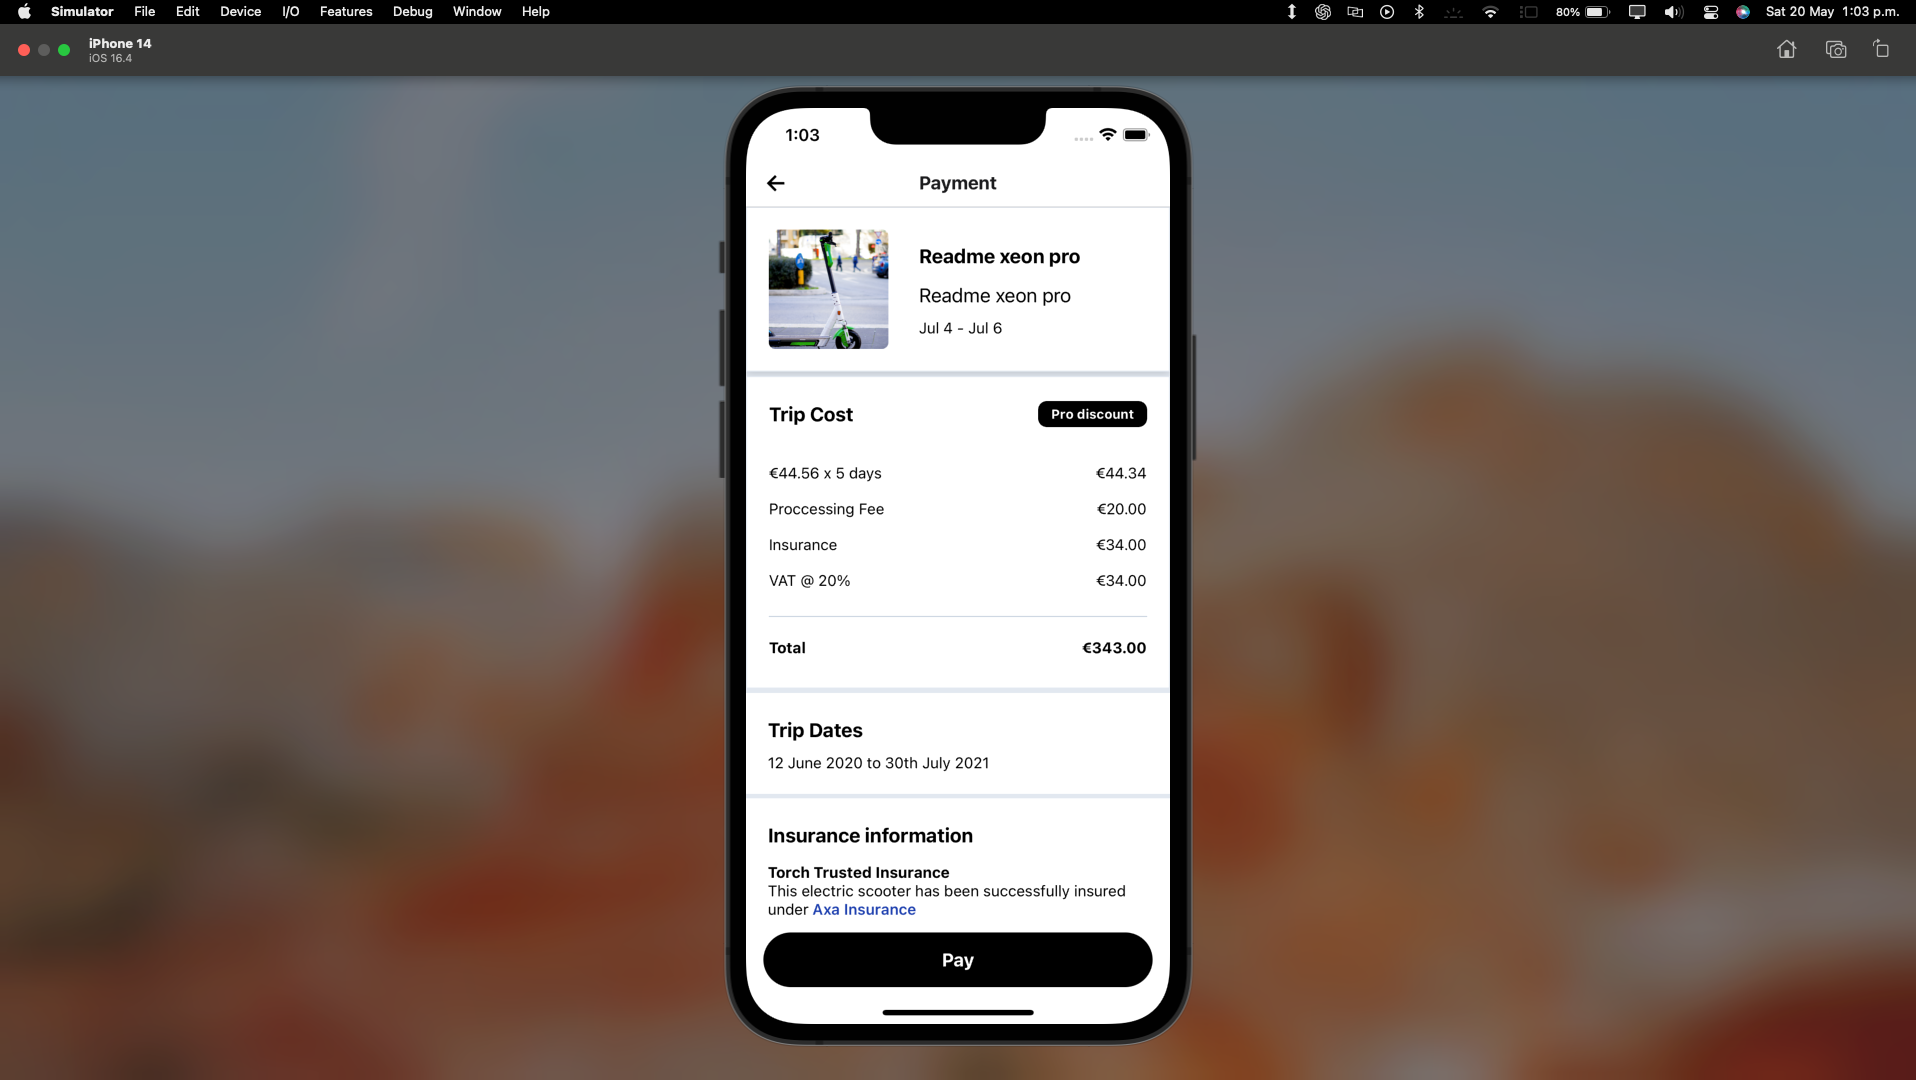 Simulator File Edit Device I/O Features Debug Window Help 80% Sat 20 May 1:03 p.m.
iPhone 14
iOS 16.4
1:03
Payment
Readme xeon pro
Readme xeon pro
Jul 4 - Jul 6
Trip Cost Pro discount
€44.56 x 5 days €44.34
Proccessing Fee €20.00
Insurance €34.00
VAT @ 20% €34.00
Total €343.00
Trip Dates
12 June 2020 to 30th July 2021
Insurance information
Torch Trusted Insurance
This electric scooter has been successfully insured
under Axa Insurance
Pay